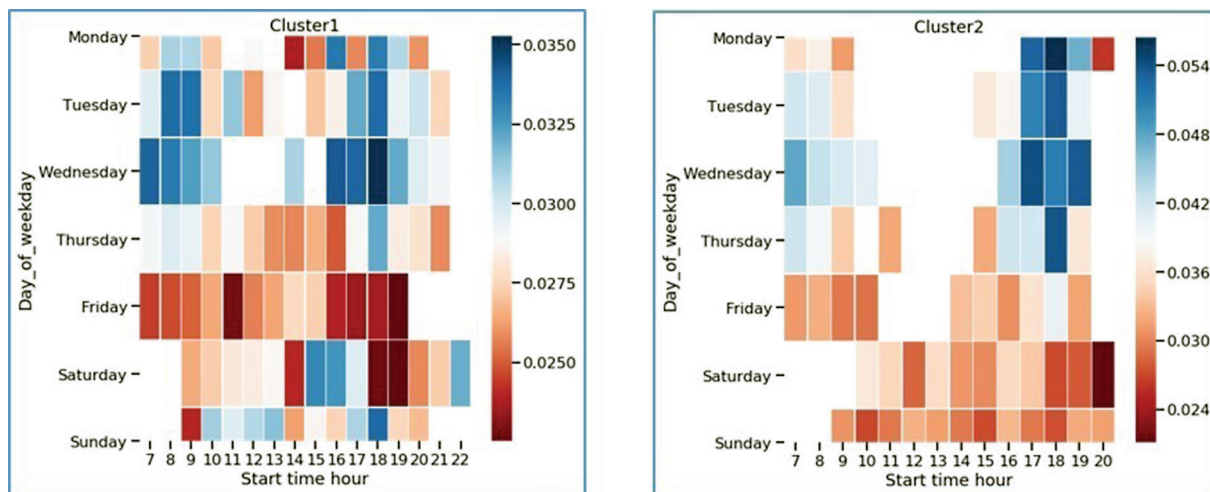 Cluster1
Monday
Tuesday
Wednesday
Thursday
Friday
Saturday
Sunday
Day_of_weekday
7 8 9 10 11 12 13 14 15 16 17 18 19 20 21 22
Start time hour
0.0350
0.0325
0.0300
0.0275
0.0250
Cluster2
Monday
Tuesday
Wednesday
Thursday
Friday
Saturday
Sunday
Day_of_weekday
7 8 9 10 11 12 13 14 15 16 17 18 19 20
Start time hour
0.054
0.048
0.042
0.036
0.030
0.024